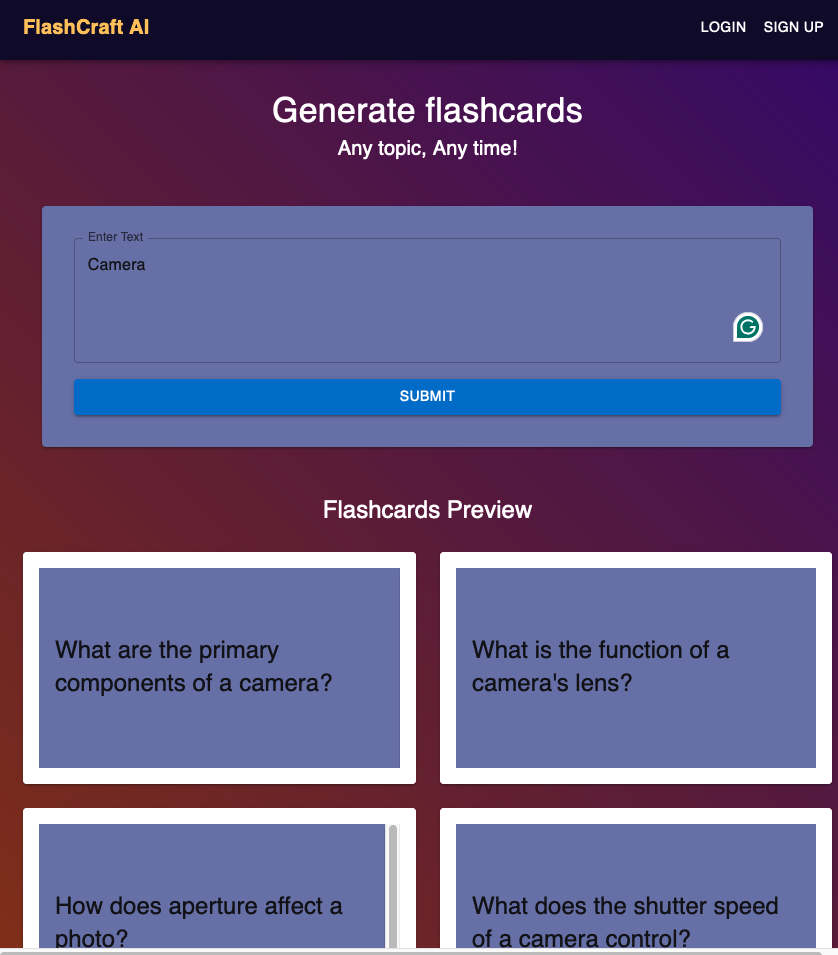 FlashCraft AI
LOGIN SIGN UP
Generate flashcards
Any topic, Any time!
Enter Text
Camera
SUBMIT
Flashcards Preview
What are the primary
components of a camera?
What is the function of a
camera's lens?
How does aperture affect a
photo?
What does the shutter speed
of a camera control?